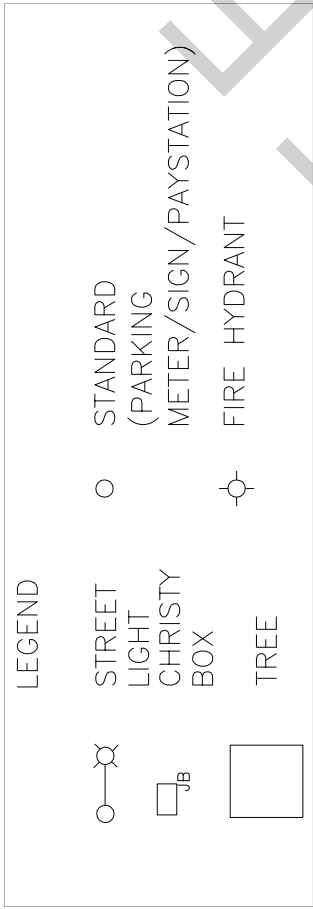 LEGEND
STREET
LIGHT
CHRISTY
BOX
JB
TREE
STANDARD
(PARKING
METER/SIGN/PAYSTATION)
FIRE HYDRANT